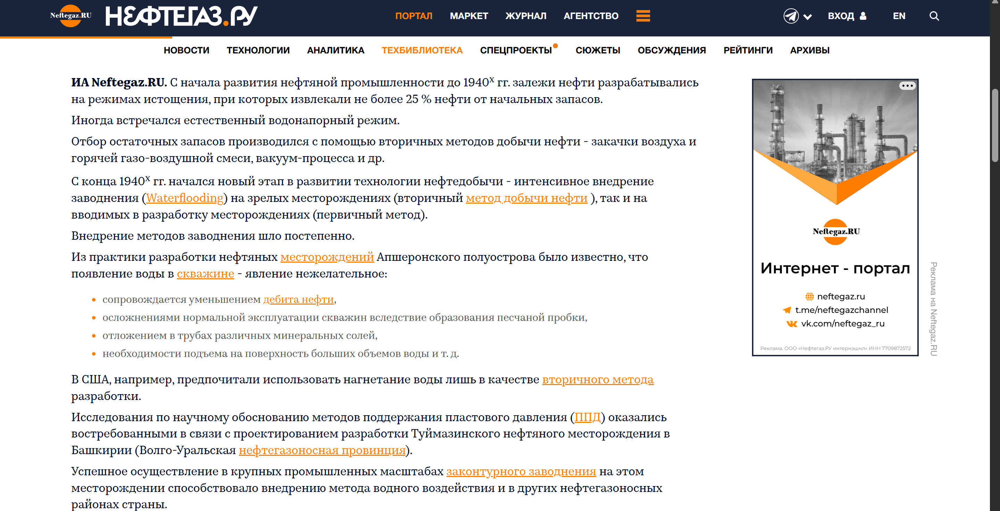 Neftegaz.RU
НЕФТЕГАЗ.РУ
ПОРТАЛ МАРКЕТ ЖУРНАЛ АГЕНТСТВО
ВХОД EN
НОВОСТИ ТЕХНОЛОГИИ АНАЛИТИКА ТЕХБИБЛИОТЕКА СПЕЦПРОЕКТЫ СЮЖЕТЫ ОБСУЖДЕНИЯ РЕЙТИНГИ АРХИВЫ
ИА Neftegaz.RU. С начала развития нефтяной промышленности до 1940х гг. залежи нефти разрабатывались
на режимах истощения, при которых извлекали не более 25 % нефти от начальных запасов.
Иногда встречался естественный водонапорный режим.
Отбор остаточных запасов производился с помощью вторичных методов добычи нефти - закачки воздуха и
горячей газо-воздушной смеси, вакуум-процесса и др.
С конца 1940х гг. начался новый этап в развитии технологии нефтедобычи - интенсивное внедрение
заводнения (Waterflooding) на зрелых месторождениях (вторичный метод добычи нефти ), так и на
вводимых в разработку месторождениях (первичный метод).
Внедрение методов заводнения шло постепенно.
Из практики разработки нефтяных месторождений Апшеронского полуострова было известно, что
появление воды в скважине - явление нежелательное:
• сопровождается уменьшением дебита нефти,
• осложнениями нормальной эксплуатации скважин вследствие образования песчаной пробки,
• отложением в трубах различных минеральных солей,
• необходимости подъема на поверхность больших объемов воды и т. д.
В США, например, предпочитали использовать нагнетание воды лишь в качестве вторичного метода
разработки.
Исследования по научному обоснованию методов поддержания пластового давления (ППД) оказались
востребованными в связи с проектированием разработки Туймазинского нефтяного месторождения в
Башкирии (Волго-Уральская нефтегазоносная провинция).
Успешное осуществление в крупных промышленных масштабах законтурного заводнения на этом
месторождении способствовало внедрению метода водного воздействия и в других нефтегазоносных
районах страны.
Neftegaz.RU
Интернет - портал
neftegaz.ru
t.me/neftegazchannel
vk.com/neftegaz_ru
Реклама. ООО «Нефтегаз.РУ интернэшнл» ИНН 7709872572
Реклама на Neftegaz.RU